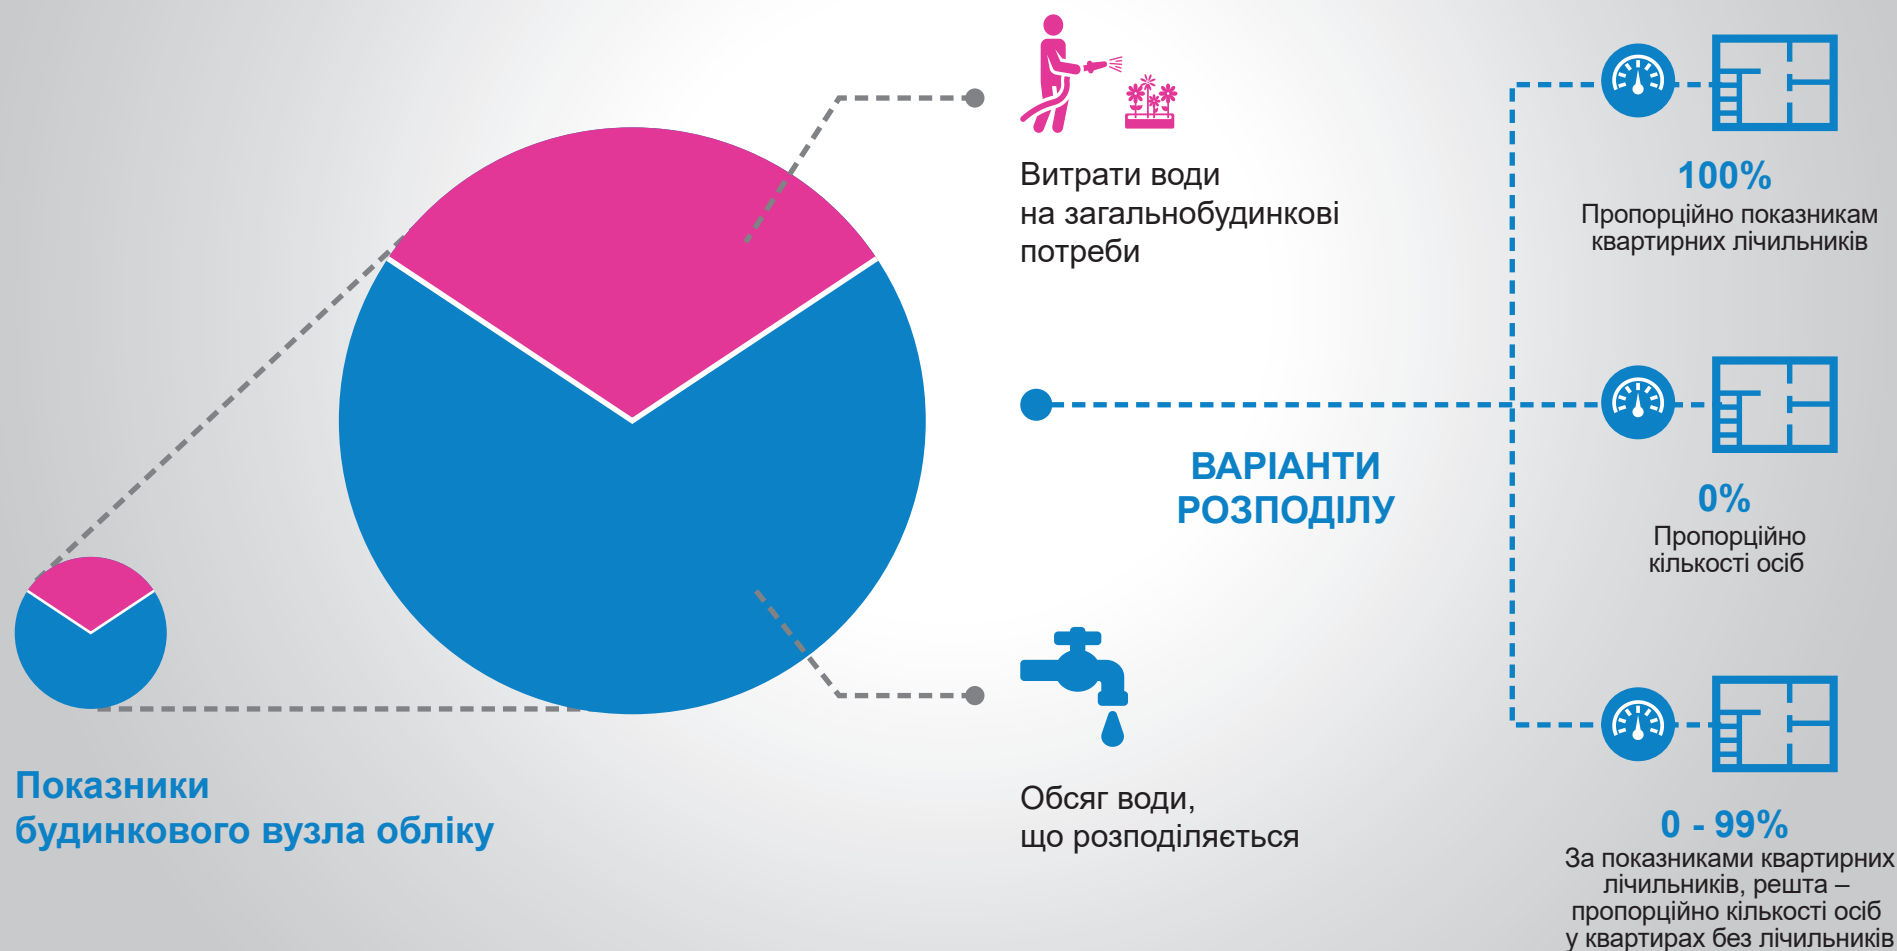 Витрати води
на загальнобудинкові
потреби
ВАРІАНТИ
РОЗПОДІЛУ
Обсяг води,
що розподіляється
Показники
будинкового вузла обліку
100%
Пропорційно показникам
квартирних лічильників
0%
Пропорційно
кількості осіб
0 - 99%
За показниками квартирних
лічильників, решта –
пропорційно кількості осіб
у квартирах без лічильників